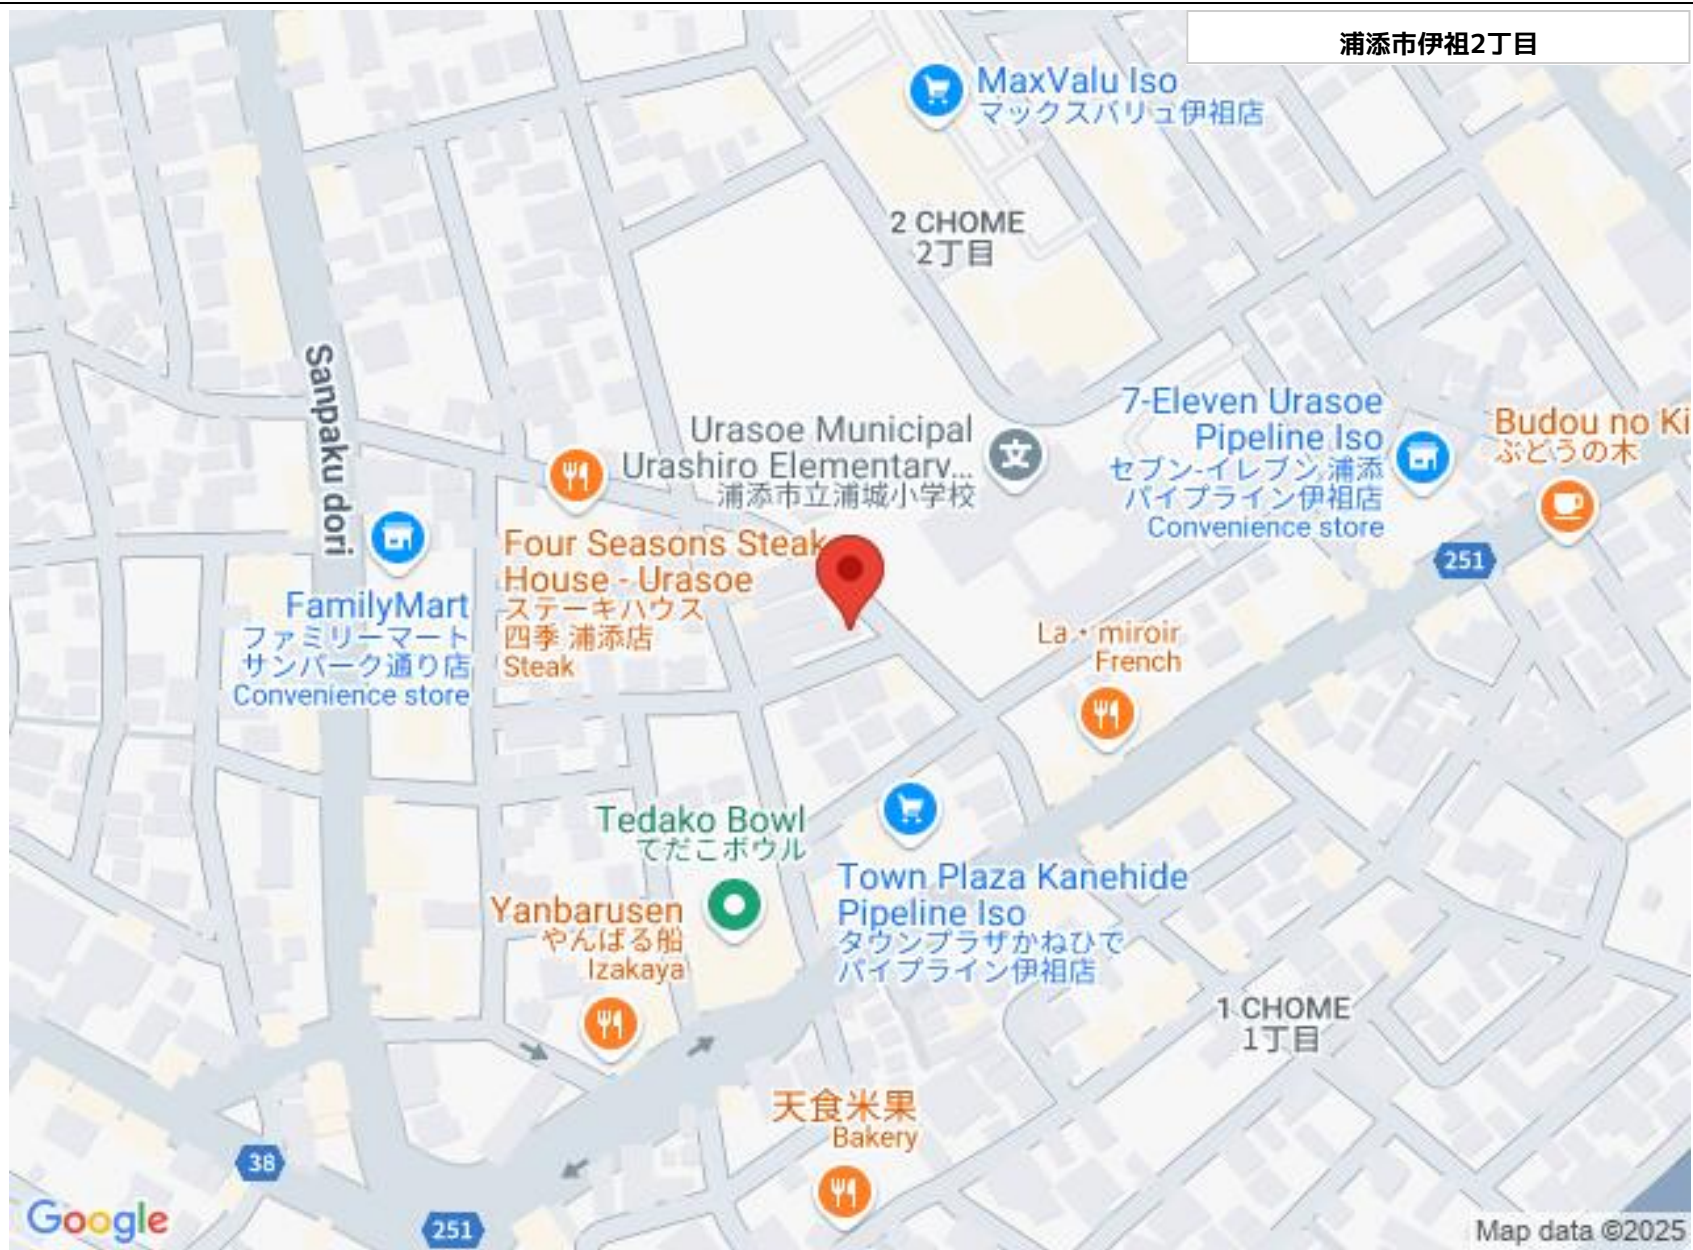 浦添市伊祖2丁目
MaxValu Iso
マックスバリュ伊祖店
2 CHOME
2丁目
Sanpaku dori
Urasoe Municipal
Urashiro Elementary...
浦添市立浦城小学校
7-Eleven Urasoe
Pipeline Iso
セブン-イレブン 浦添
パイプライン伊祖店
Convenience store
Budou no Ki
ぶどうの木
251
Four Seasons Steak
House - Urasoe
ステーキハウス
四季 浦添店
Steak
FamilyMart
ファミリーマート
サンパーク通り店
Convenience store
La・miroir
French
Tedako Bowl
てだこボウル
Town Plaza Kanehide
Pipeline Iso
タウンプラザかねひで
パイプライン伊祖店
Yanbarusen
やんばる船
Izakaya
1 CHOME
1丁目
天食米果
Bakery
38
251
Google
Map data ©2025